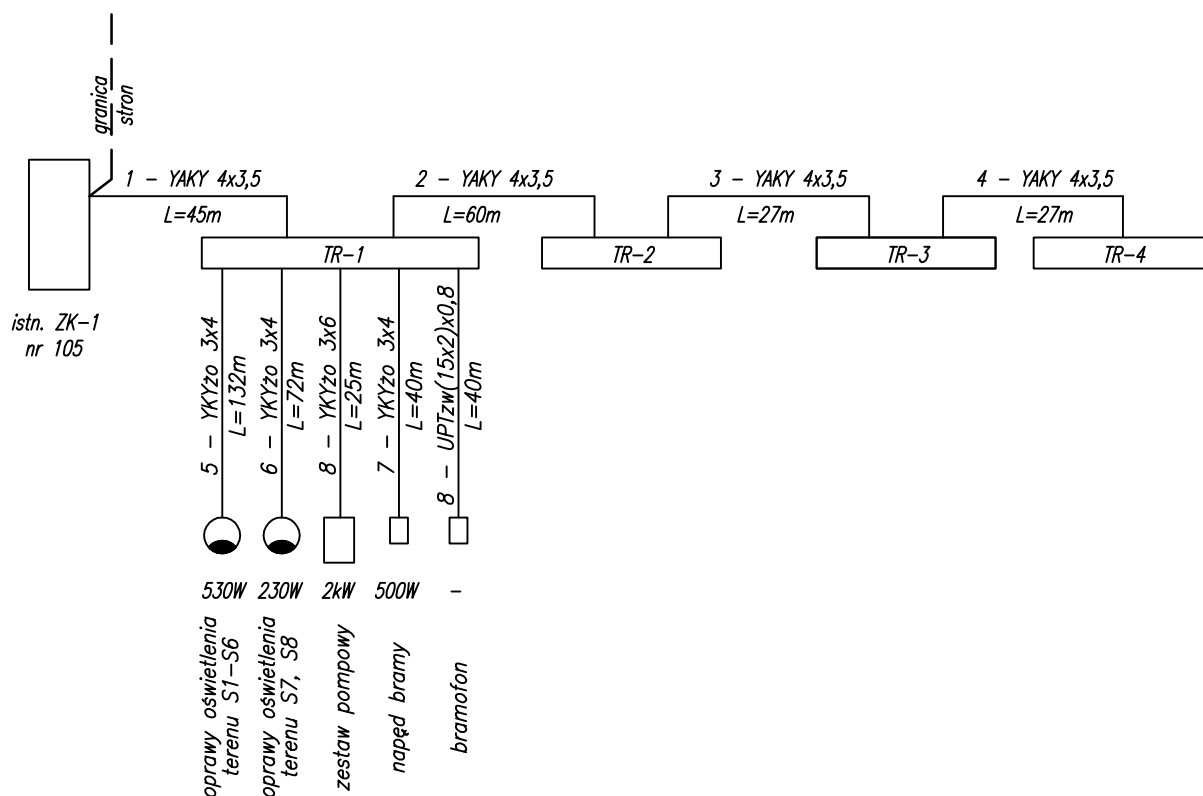 granica
stron
1 - YAKY 4x3,5
L=45m
2 - YAKY 4x3,5
L=60m
3 - YAKY 4x3,5
L=27m
4 - YAKY 4x3,5
L=27m
TR-1
TR-2
TR-3
TR-4
istn. ZK-1
nr 105
5 - YKYżo 3x4
L=132m
6 - YKYżo 3x4
L=72m
8 - YKYżo 3x6
L=25m
7 - YKYżo 3x4
L=40m
8 - UPTzw(15x2)x0,8
L=40m
530W
230W
2kW
500W
-
oprawy oświetlenia
terenu S1-S6
oprawy oświetlenia
terenu S7, S8
zestaw pompowy
napęd bramy
bramofon